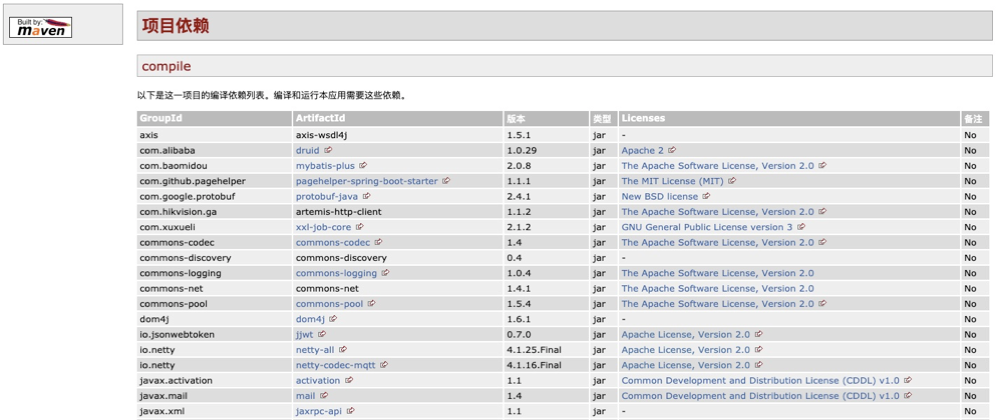 Built by:
maven
项目依赖
compile
以下是这一项目的编译依赖列表。编译和运行本应用需要这些依赖。
GroupId ArtifactId 版本 类型 Licenses 备注
axis axis-wsdl4j 1.5.1 jar - No
com.alibaba druid 1.0.29 jar Apache 2 No
com.baomidou mybatis-plus 2.0.8 jar The Apache Software License, Version 2.0 No
com.github.pagehelper pagehelper-spring-boot-starter 1.1.1 jar The MIT License (MIT) No
com.google.protobuf protobuf-java 2.4.1 jar New BSD license No
com.hikvision.ga artemis-http-client 1.1.2 jar The Apache Software License, Version 2.0 No
com.xuxueli xxl-job-core 2.1.2 jar GNU General Public License version 3 No
commons-codec commons-codec 1.4 jar The Apache Software License, Version 2.0 No
commons-discovery commons-discovery 0.4 jar - No
commons-logging commons-logging 1.0.4 jar The Apache Software License, Version 2.0 No
commons-net commons-net 1.4.1 jar The Apache Software License, Version 2.0 No
commons-pool commons-pool 1.5.4 jar The Apache Software License, Version 2.0 No
dom4j dom4j 1.6.1 jar - No
io.jsonwebtoken jjwt 0.7.0 jar Apache License, Version 2.0 No
io.netty netty-all 4.1.25.Final jar Apache License, Version 2.0 No
io.netty netty-codec-mqtt 4.1.16.Final jar Apache License, Version 2.0 No
javax.activation activation 1.1 jar Common Development and Distribution License (CDDL) v1.0 No
javax.mail mail 1.4 jar Common Development and Distribution License (CDDL) v1.0 No
javax.xml jaxrpc-api 1.1 jar - No